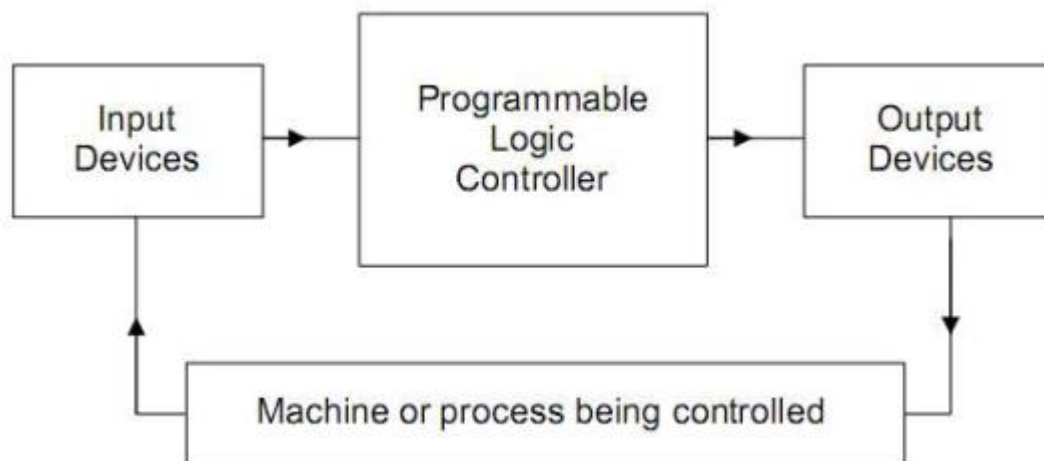 Input
Devices
Programmable
Logic
Controller
Output
Devices
Machine or process being controlled